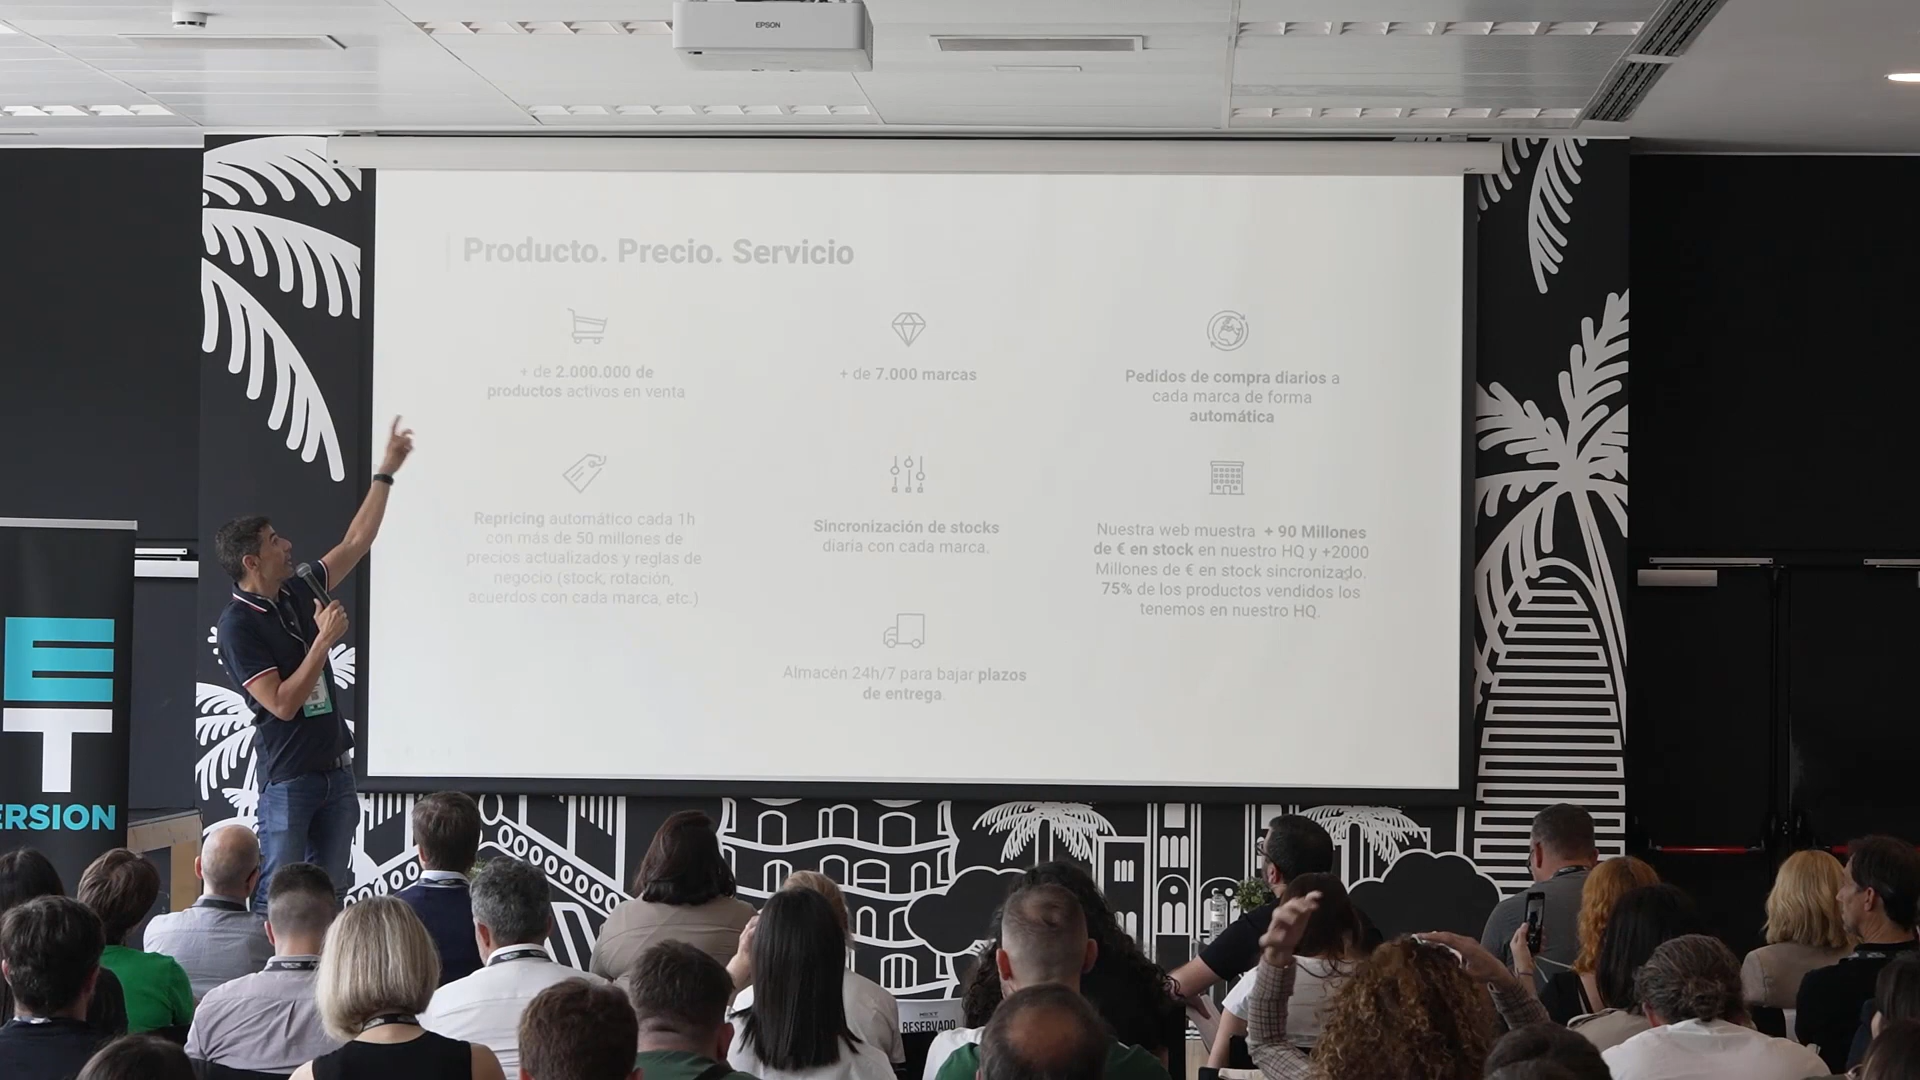 EPSON
Producto. Precio. Servicio
+ de 2.000.000 de
productos activos en venta
+ de 7.000 marcas
Pedidos de compra diarios a
cada marca de forma
automática
Repricing automático cada 1h
con más de 50 millones de
precios actualizados y reglas de
negocio (stock, rotación,
acuerdos con cada marca, etc.)
Sincronización de stocks
diaria con cada marca.
Nuestra web muestra + 90 Millones
de € en stock en nuestro HQ y +2000
Millones de € en stock sincronizado.
75% de los productos vendidos los
tenemos en nuestro HQ.
Almacén 24h/7 para bajar plazos
de entrega.
E
T
ERSION
NEXT
RESERVADO